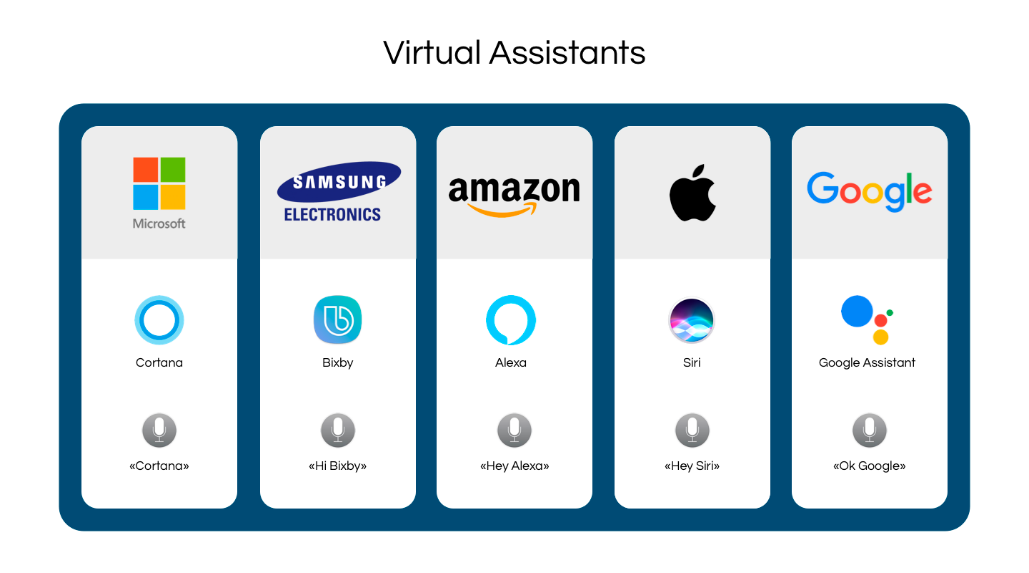 Virtual Assistants
Microsoft
SAMSUNG
ELECTRONICS
amazon
Google
Cortana
Bixby
Alexa
Siri
Google Assistant
«Cortana»
«Hi Bixby»
«Hey Alexa»
«Hey Siri»
«Ok Google»